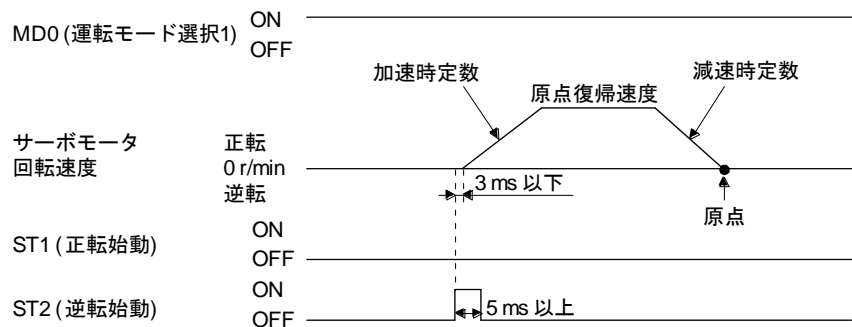 MD0 (運転モード選択1)
ON
OFF
加速時定数
原点復帰速度
減速時定数
サーボモータ
回転速度
正転
0 r/min
逆転
3 ms 以下
原点
ST1 (正転始動)
ON
OFF
ST2 (逆転始動)
ON
OFF
5 ms 以上